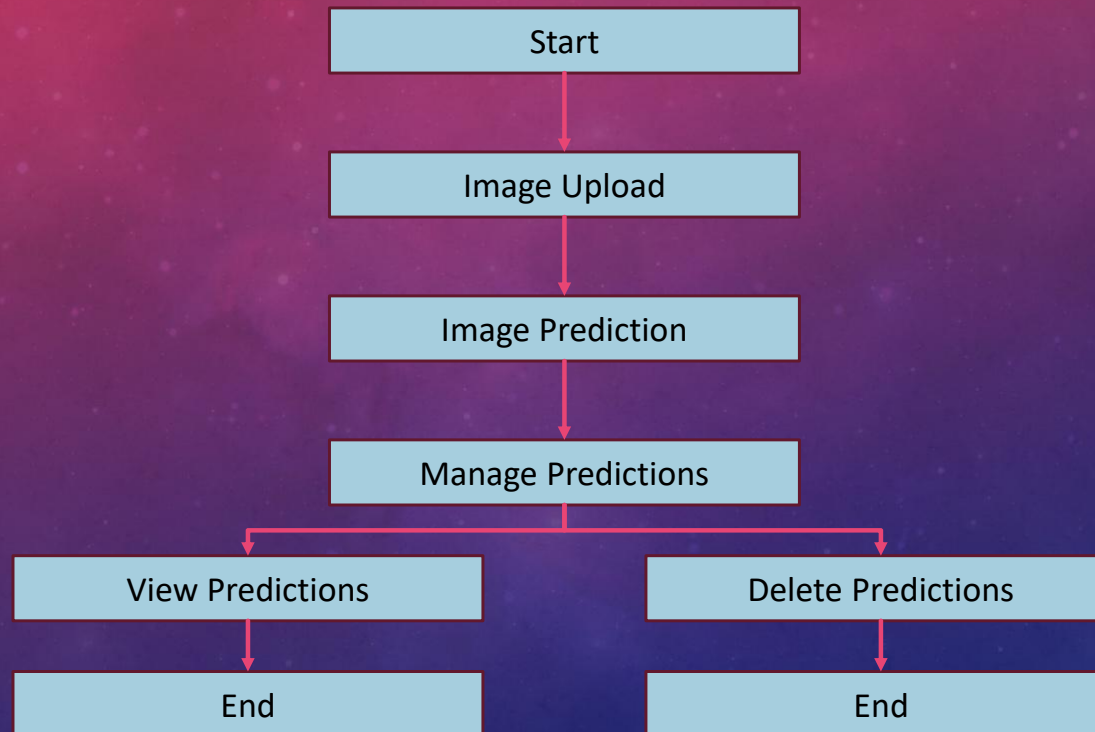 Start
Image Upload
Image Prediction
Manage Predictions
View Predictions
Delete Predictions
End
End